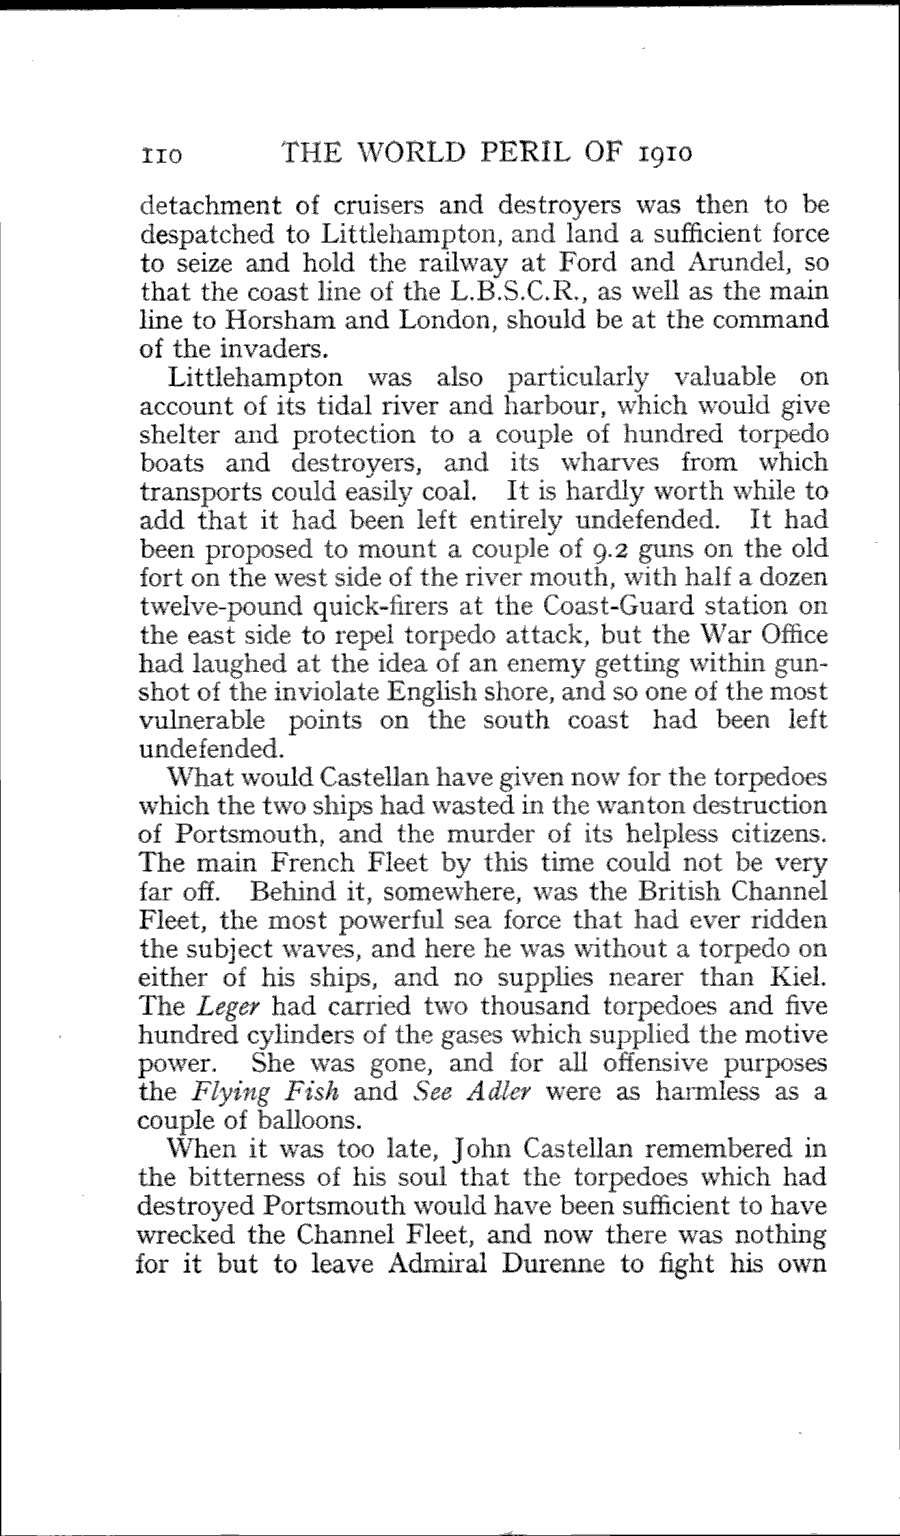 110 THE WORLD PERIL OF 1910
detachment of cruisers and destroyers was then to be
despatched to Littlehampton, and land a sufficient force
to seize and hold the railway at Ford and Arundel, so
that the coast line of the L.B.S.C.R., as well as the main
line to Horsham and London, should be at the command
of the invaders.
Littlehampton was also particularly valuable on
account of its tidal river and harbour, which would give
shelter and protection to a couple of hundred torpedo
boats and destroyers, and its wharves from which
transports could easily coal. It is hardly worth while to
add that it had been left entirely undefended. It had
been proposed to mount a couple of 9.2 guns on the old
fort on the west side of the river mouth, with half a dozen
twelve-pound quick-firers at the Coast-Guard station on
the east side to repel torpedo attack, but the War Office
had laughed at the idea of an enemy getting within gun-
shot of the inviolate English shore, and so one of the most
vulnerable points on the south coast had been left
undefended.
What would Castellan have given now for the torpedoes
which the two ships had wasted in the wanton destruction
of Portsmouth, and the murder of its helpless citizens.
The main French Fleet by this time could not be very
far off. Behind it, somewhere, was the British Channel
Fleet, the most powerful sea force that had ever ridden
the subject waves, and here he was without a torpedo on
either of his ships, and no supplies nearer than Kiel.
The Leger had carried two thousand torpedoes and five
hundred cylinders of the gases which supplied the motive
power. She was gone, and for all offensive purposes
the Flying Fish and See Adler were as harmless as a
couple of balloons.
When it was too late, John Castellan remembered in
the bitterness of his soul that the torpedoes which had
destroyed Portsmouth would have been sufficient to have
wrecked the Channel Fleet, and now there was nothing
for it but to leave Admiral Durenne to fight his own